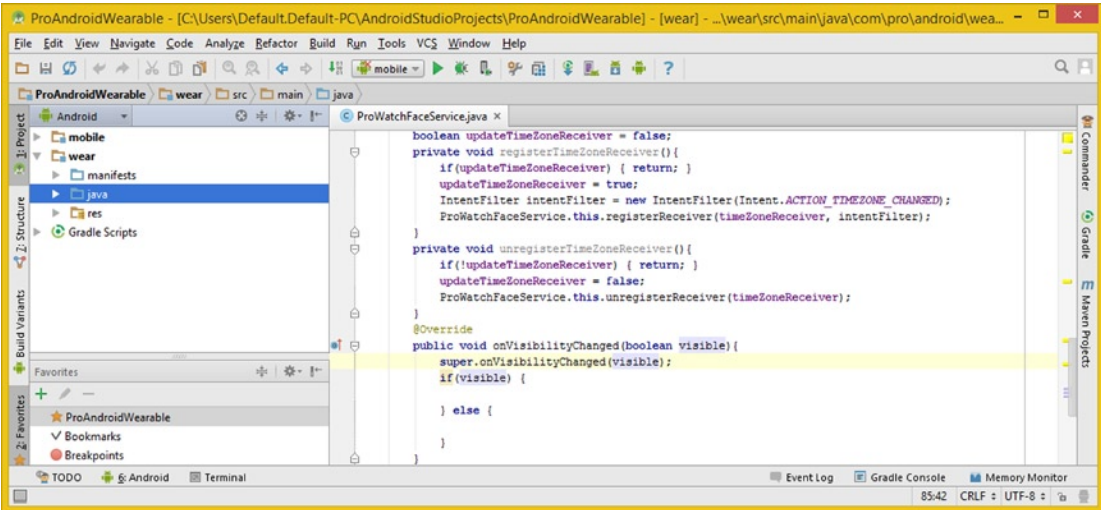 ProAndroidWearable - [C:\Users\Default.Default-PC\AndroidStudioProjects\ProAndroidWearable] - [wear] - ...\wear\src\main\java\com\pro\android\wea...
File Edit View Navigate Code Analyze Refactor Build Run Tools VCS Window Help
mobile
ProAndroidWearable wear src main java
1: Project
Android
ProWatchFaceService.java
mobile
wear
manifests
java
res
Gradle Scripts
7: Structure
Build Variants
2: Favorites
Favorites
ProAndroidWearable
Bookmarks
Breakpoints
boolean updateTimeZoneReceiver = false;
private void registerTimeZoneReceiver(){
if(updateTimeZoneReceiver) { return; }
updateTimeZoneReceiver = true;
IntentFilter intentFilter = new IntentFilter(Intent.ACTION_TIMEZONE_CHANGED);
ProWatchFaceService.this.registerReceiver(timeZoneReceiver, intentFilter);
}
private void unregisterTimeZoneReceiver(){
if(!updateTimeZoneReceiver) { return; }
updateTimeZoneReceiver = false;
ProWatchFaceService.this.unregisterReceiver(timeZoneReceiver);
}
@Override
public void onVisibilityChanged(boolean visible){
super.onVisibilityChanged(visible);
if(visible) {
} else {
}
}
Commander
Gradle
m Maven Projects
TODO 6: Android Terminal Event Log Gradle Console Memory Monitor
85:42 CRLF UTF-8